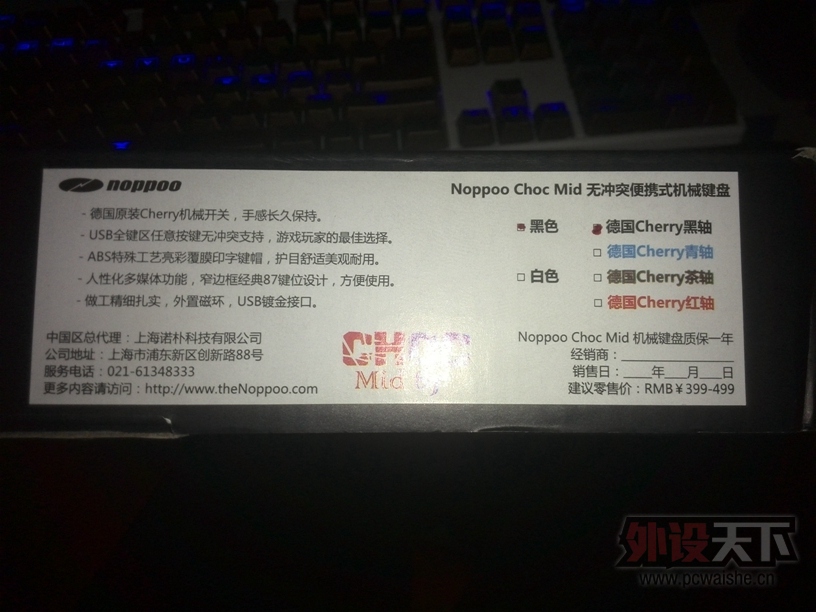 noppoo
Noppoo Choc Mid 无冲突便携式机械键盘
- 德国原装Cherry机械开关，手感长久保持。
- USB全键区任意按键无冲突支持，游戏玩家的最佳选择。
- ABS特殊工艺亮彩覆膜印字键帽，护目舒适美观耐用。
- 人性化多媒体功能，窄边框经典87键位设计，方便使用。
- 做工精细扎实，外置磁环，USB镀金接口。
黑色
白色
德国Cherry黑轴
德国Cherry青轴
德国Cherry茶轴
德国Cherry红轴
中国区总代理：上海诺朴科技有限公司
公司地址：上海市浦东新区创新路88号
服务电话：021-61348333
更多内容请访问：http://www.theNoppoo.com
Mid
Noppoo Choc Mid 机械键盘质保一年
经销商：
销售日：____年____月____日
建议零售价：RMB￥399-499
外设天下
www.pcwaishe.cn